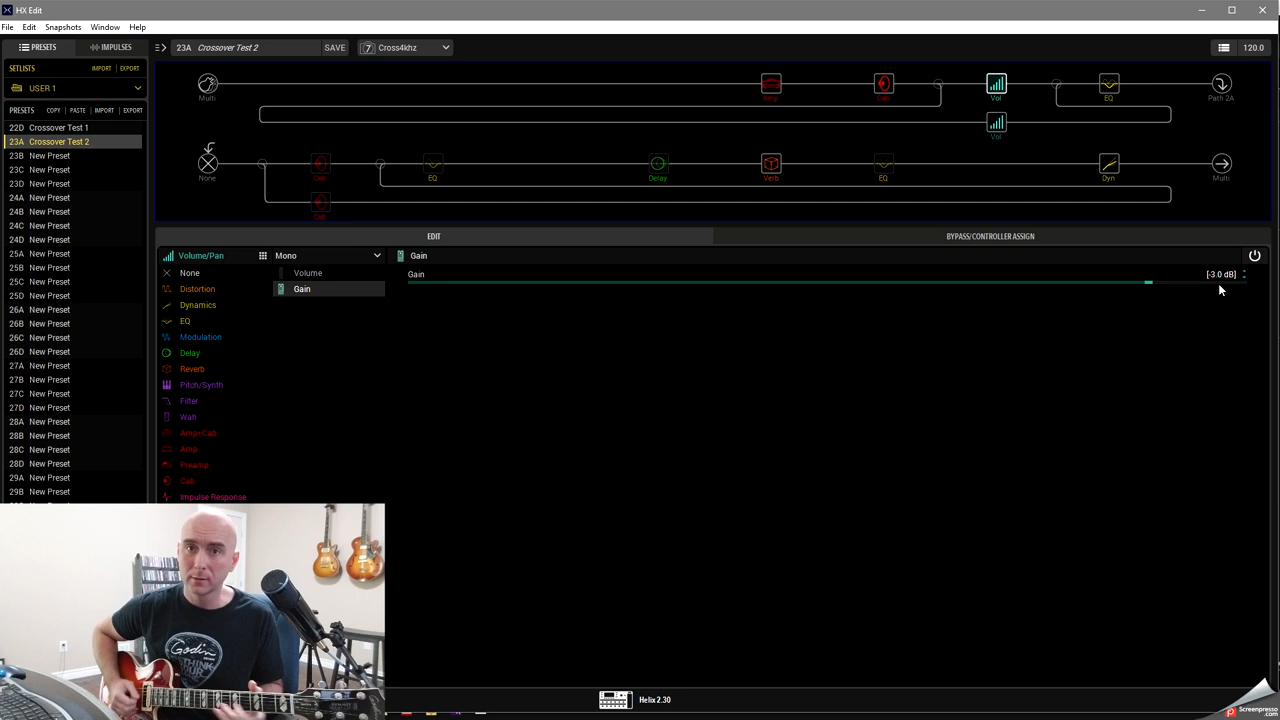 HX Edit
File Edit Snapshots Window Help
PRESETS IMPULSES
23A Crossover Test 2 SAVE 7 Cross4khz 120.0
SETLISTS IMPORT EXPORT
USER 1
PRESETS COPY PASTE IMPORT EXPORT
22D Crossover Test 1
23A Crossover Test 2
23B New Preset
23C New Preset
23D New Preset
24A New Preset
24B New Preset
24C New Preset
24D New Preset
25A New Preset
25B New Preset
25C New Preset
25D New Preset
26A New Preset
26B New Preset
26C New Preset
26D New Preset
27A New Preset
27B New Preset
27C New Preset
27D New Preset
28A New Preset
28B New Preset
28C New Preset
28D New Preset
29A New Preset
29B New Preset
Multi Amp Cab Vol EQ Path 2A
Vol
None Cab EQ Delay Verb EQ Dyn Multi
Cab
EDIT BYPASS/CONTROLLER ASSIGN
Volume/Pan Mono Gain
None Volume Gain [-3.0 dB]
Distortion Gain
Dynamics
EQ
Modulation
Delay
Reverb
Pitch/Synth
Filter
Wah
Amp+Cab
Amp
Preamp
Cab
Impulse Response
Godin
THINK
Helix 2.30
Screenpresso
.com